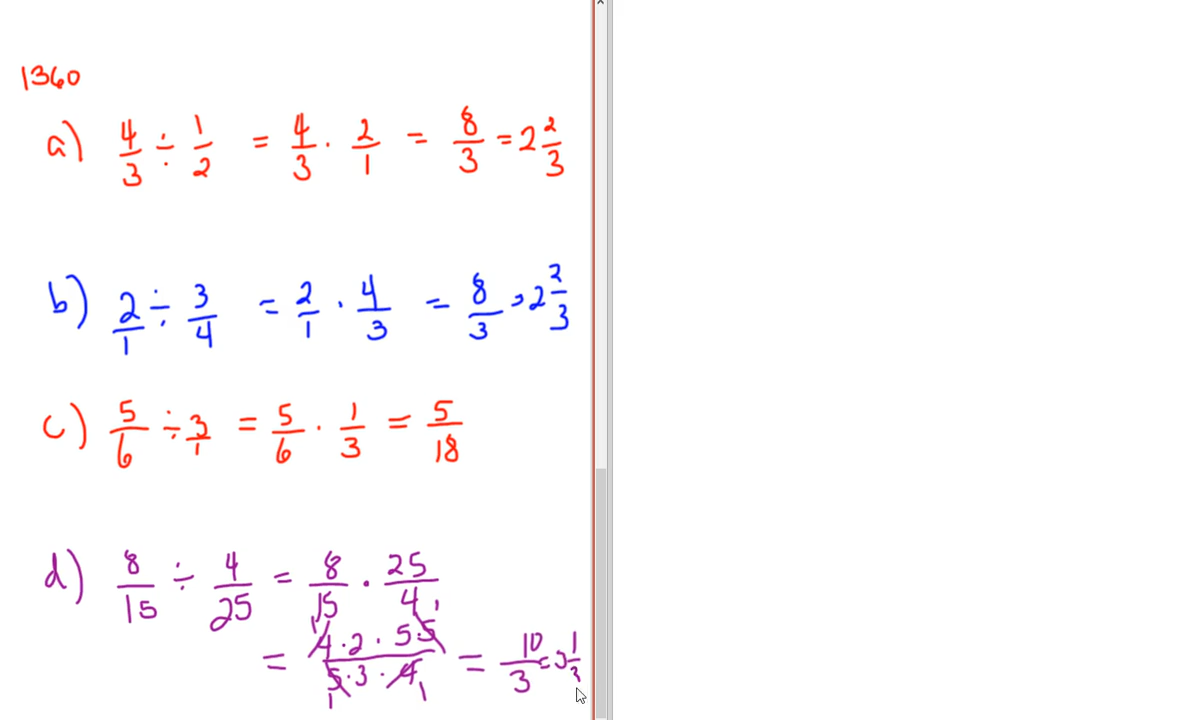 1360
a) 4/3 ÷ 1/2 = 4/3 · 2/1 = 8/3 = 2 2/3
b) 2/1 ÷ 3/4 = 2/1 · 4/3 = 8/3 = 2 2/3
c) 5/6 ÷ 3/1 = 5/6 · 1/3 = 5/18
d) 8/15 ÷ 4/25 = 8/15 · 25/4
= 4·2·5·5/5·3·4 = 10/3 = 3 1/3